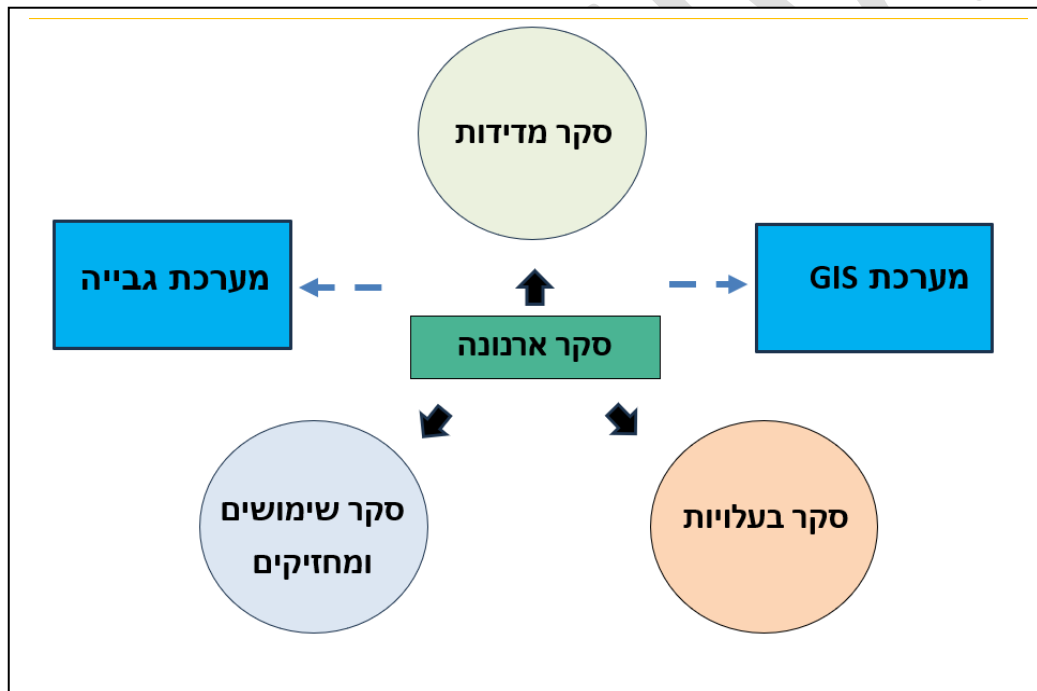 סקר מדידות
מערכת GIS
מערכת גבייה
סקר ארנונה
סקר בעלויות
סקר שימושים
ומחזיקים